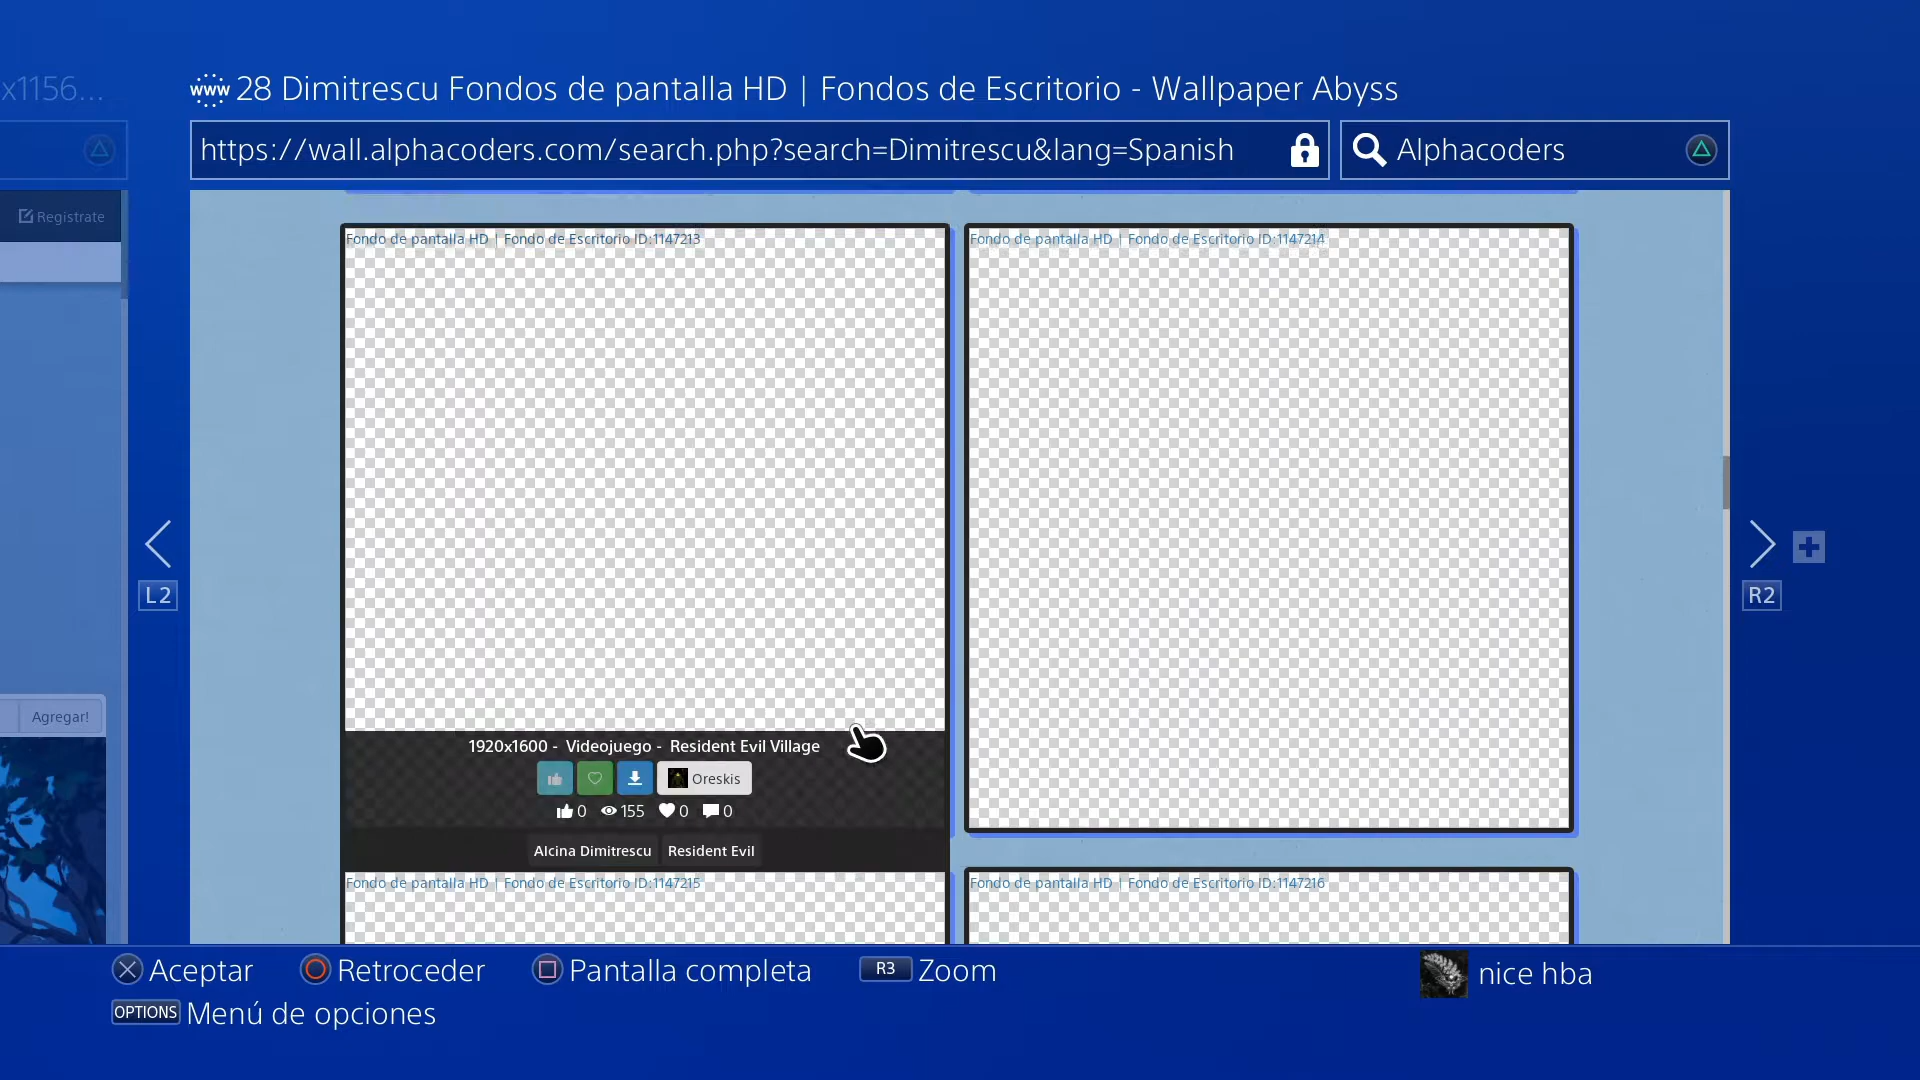 x1156...
www 28 Dimitrescu Fondos de pantalla HD | Fondos de Escritorio - Wallpaper Abyss
https://wall.alphacoders.com/search.php?search=Dimitrescu&lang=Spanish
Alphacoders
Registrate
Fondo de pantalla HD | Fondo de Escritorio ID:1147213
Fondo de pantalla HD | Fondo de Escritorio ID:1147214
L2
R2
Agregar!
1920x1600 - Videojuego - Resident Evil Village
Oreskis
0 155 0 0
Alcina Dimitrescu Resident Evil
Fondo de pantalla HD | Fondo de Escritorio ID:1147215
Fondo de pantalla HD | Fondo de Escritorio ID:1147216
Aceptar Retroceder Pantalla completa R3 Zoom
nice hba
OPTIONS Menú de opciones